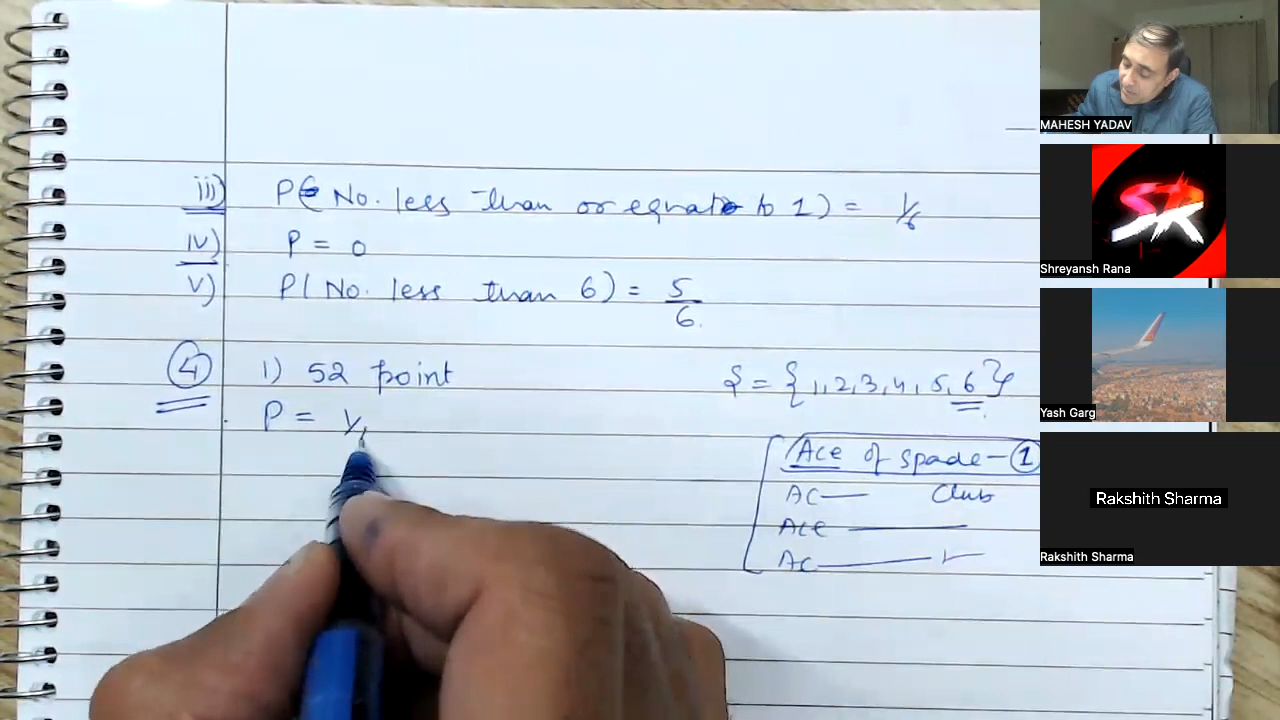 iii) P( No. less than or equal to 1) = 1/6
iv) P = 0
v) P( No. less than 6) = 5/6.
4 1) 52 point
S = {1,2,3,4,5,6}
P = 1/
Ace of spade - 1
AC— Club
Ace —
AC—
MAHESH YADAV
SR
Shreyansh Rana
Yash Garg
Rakshith Sharma
Rakshith Sharma